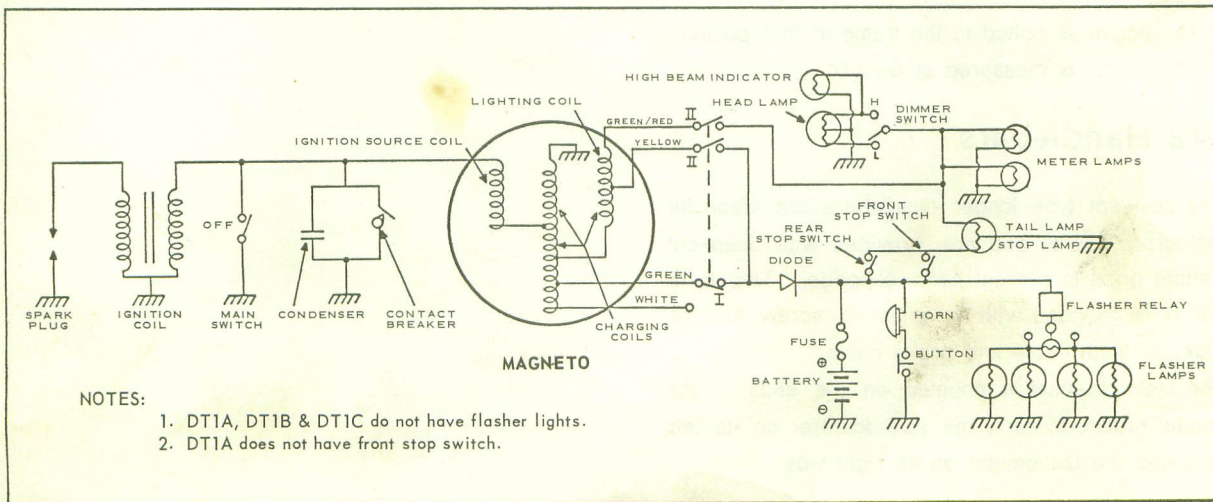 HIGH BEAM INDICATOR
LIGHTING COIL
HEAD LAMP
H
DIMMER
SWITCH
GREEN/RED
II
IGNITION SOURCE COIL
YELLOW
II
L
METER LAMPS
OFF
FRONT
STOP SWITCH
REAR
STOP SWITCH
TAIL LAMP
STOP LAMP
DIODE
GREEN
I
WHITE
SPARK
PLUG
IGNITION
COIL
MAIN
SWITCH
CONDENSER
CONTACT
BREAKER
CHARGING
COILS
MAGNETO
FLASHER RELAY
HORN
FUSE
BUTTON
BATTERY
FLASHER
LAMPS
NOTES:
1. DT1A, DT1B & DT1C do not have flasher lights.
2. DT1A does not have front stop switch.